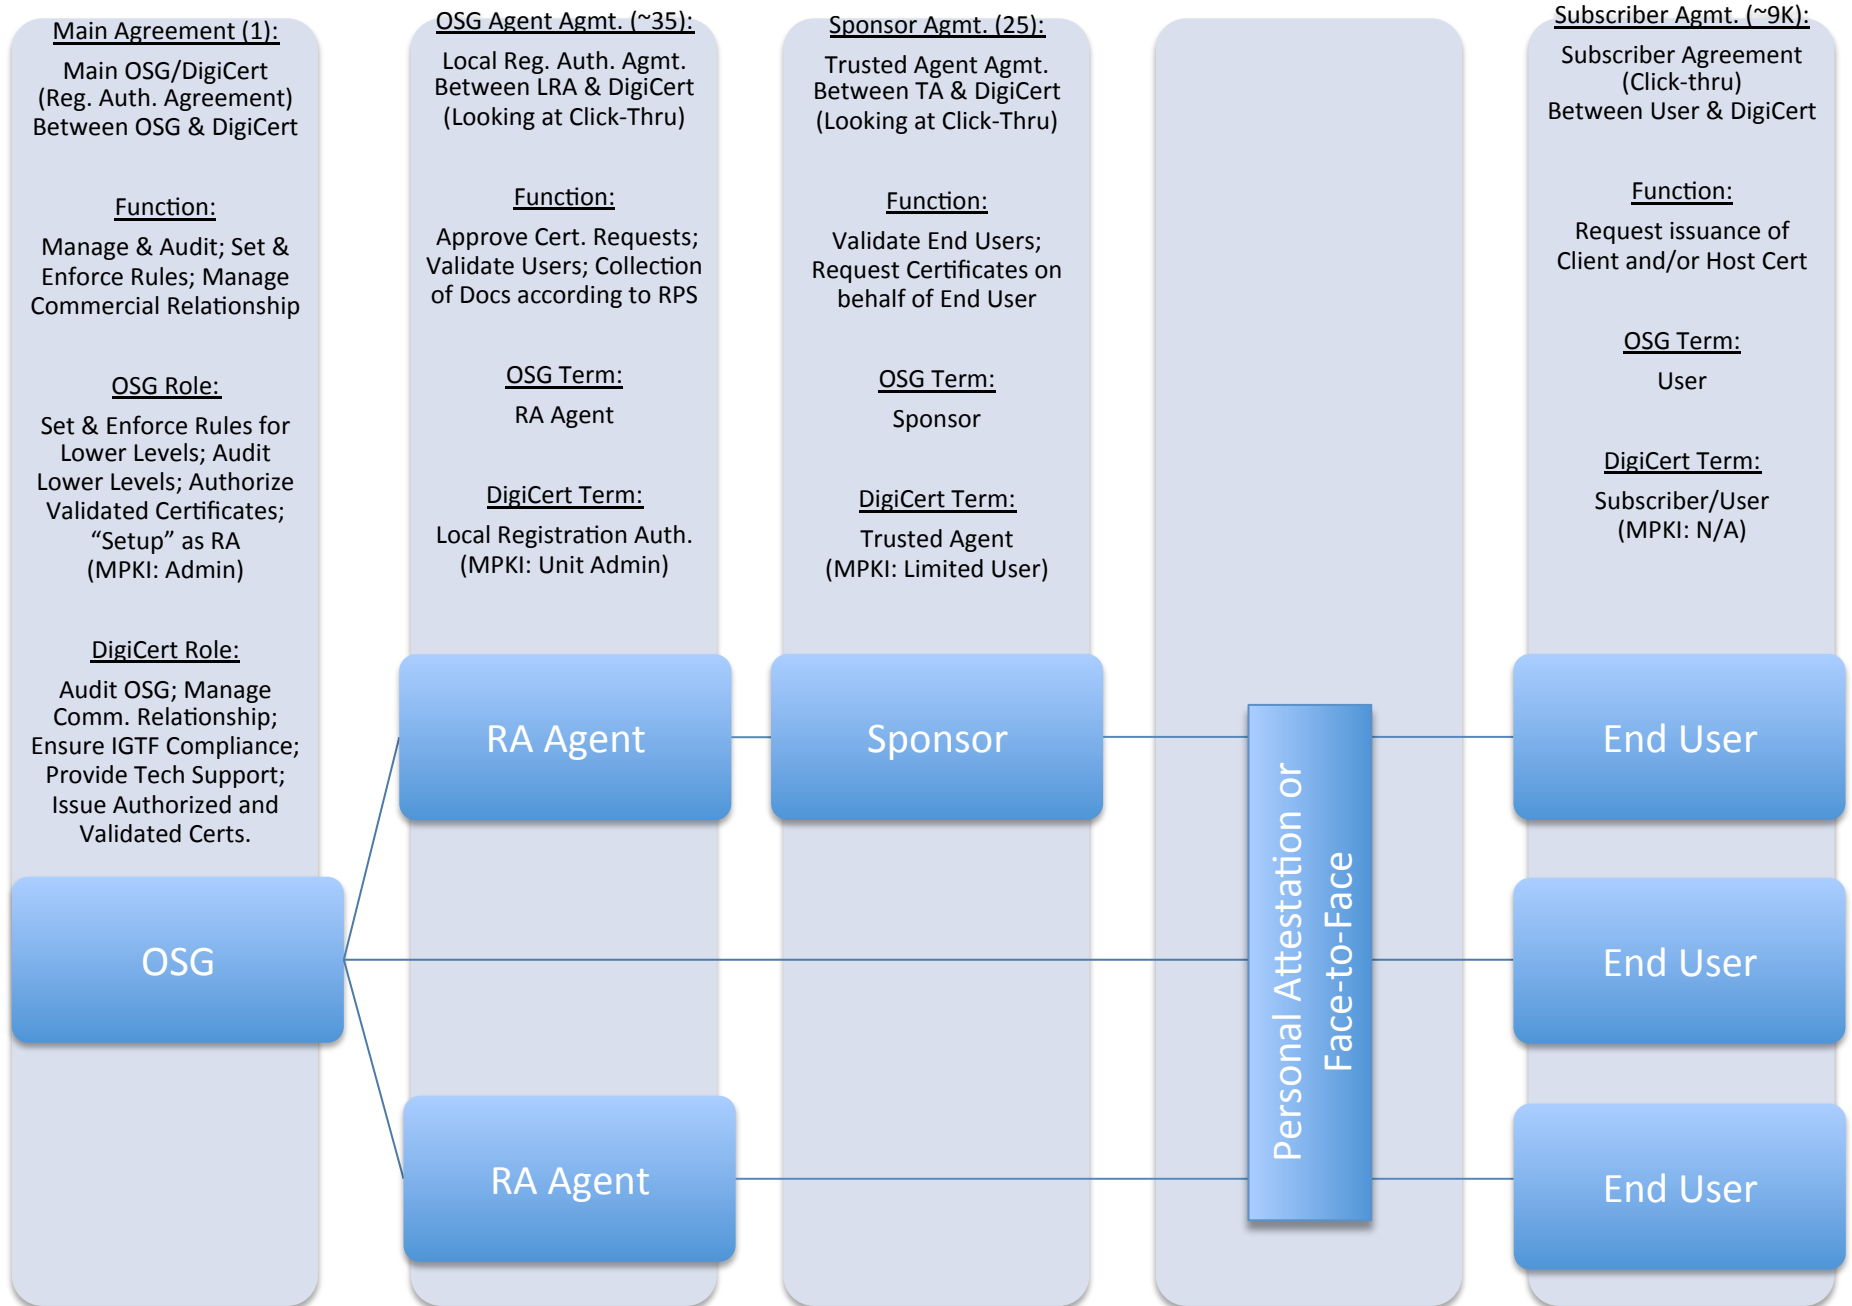 Main Agreement (1):
Main OSG/DigiCert
(Reg. Auth. Agreement)
Between OSG & DigiCert
Function:
Manage & Audit; Set &
Enforce Rules; Manage
Commercial Relationship
OSG Role:
Set & Enforce Rules for
Lower Levels; Audit
Lower Levels; Authorize
Validated Certificates;
“Setup” as RA
(MPKI: Admin)
DigiCert Role:
Audit OSG; Manage
Comm. Relationship;
Ensure IGTF Compliance;
Provide Tech Support;
Issue Authorized and
Validated Certs.
OSG
OSG Agent Agmt. (~35):
Local Reg. Auth. Agmt.
Between LRA & DigiCert
(Looking at Click-Thru)
Function:
Approve Cert. Requests;
Validate Users; Collection
of Docs according to RPS
OSG Term:
RA Agent
DigiCert Term:
Local Registration Auth.
(MPKI: Unit Admin)
RA Agent
RA Agent
Sponsor Agmt. (25):
Trusted Agent Agmt.
Between TA & DigiCert
(Looking at Click-Thru)
Function:
Validate End Users;
Request Certificates on
behalf of End User
OSG Term:
Sponsor
DigiCert Term:
Trusted Agent
(MPKI: Limited User)
Sponsor
Personal Attestation or
Face-to-Face
Subscriber Agmt. (~9K):
Subscriber Agreement
(Click-thru)
Between User & DigiCert
Function:
Request issuance of
Client and/or Host Cert
OSG Term:
User
DigiCert Term:
Subscriber/User
(MPKI: N/A)
End User
End User
End User